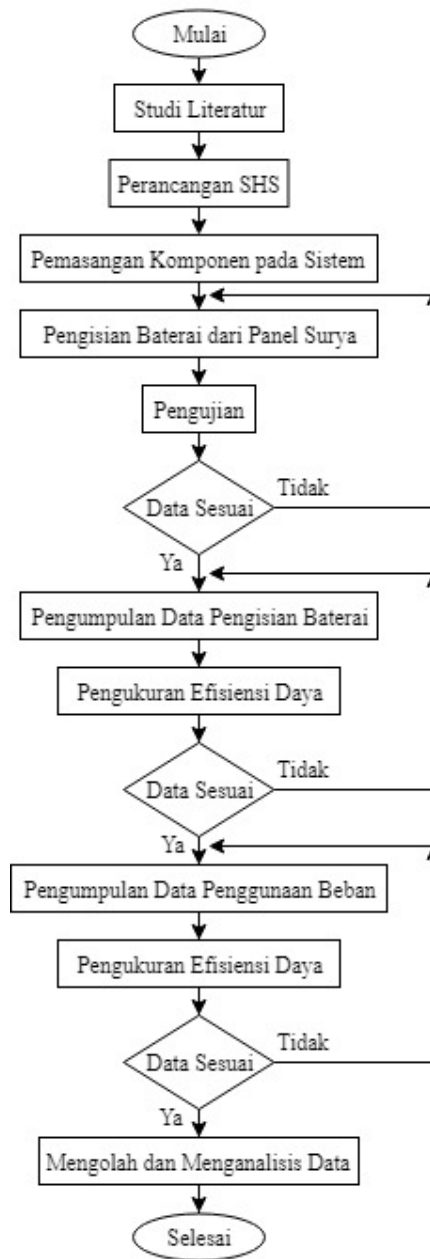 Mulai
Studi Literatur
Perancangan SHS
Pemasangan Komponen pada Sistem
Pengisian Baterai dari Panel Surya
Pengujian
Data Sesuai
Tidak
Ya
Pengumpulan Data Pengisian Baterai
Pengukuran Efisiensi Daya
Data Sesuai
Tidak
Ya
Pengumpulan Data Penggunaan Beban
Pengukuran Efisiensi Daya
Data Sesuai
Tidak
Ya
Mengolah dan Menganalisis Data
Selesai